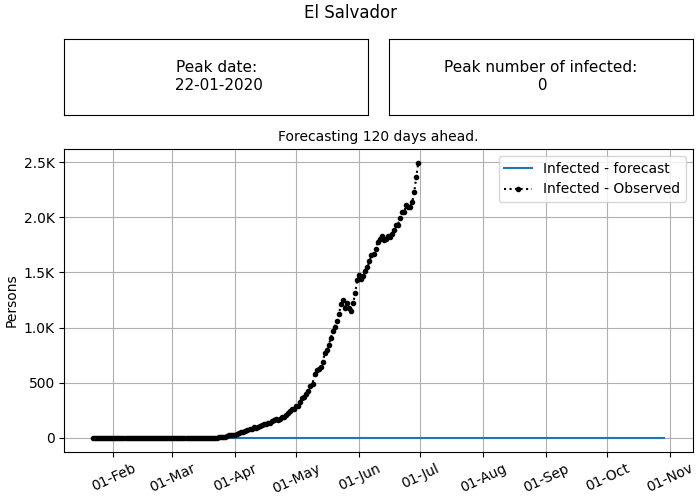 El Salvador
Peak date:
22-01-2020
Peak number of infected:
0
Forecasting 120 days ahead.
2.5K
2.0K
1.5K
1.0K
500
0
Persons
Infected - forecast
Infected - Observed
01-Feb
01-Mar
01-Apr
01-May
01-Jun
01-Jul
01-Aug
01-Sep
01-Oct
01-Nov